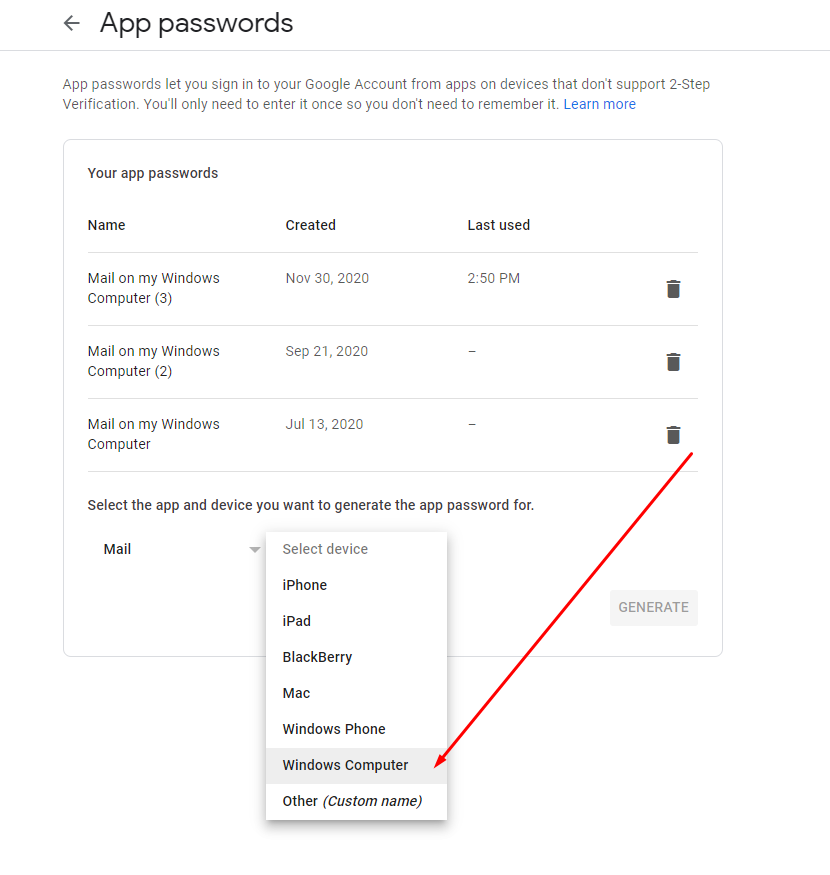 App passwords
App passwords let you sign in to your Google Account from apps on devices that don't support 2-Step
Verification. You'll only need to enter it once so you don't need to remember it. Learn more
Your app passwords
Name Created Last used
Mail on my Windows Nov 30, 2020 2:50 PM
Computer (3)
Mail on my Windows Sep 21, 2020 –
Computer (2)
Mail on my Windows Jul 13, 2020 –
Computer
Select the app and device you want to generate the app password for.
Mail Select device
iPhone
GENERATE
iPad
BlackBerry
Mac
Windows Phone
Windows Computer
Other (Custom name)